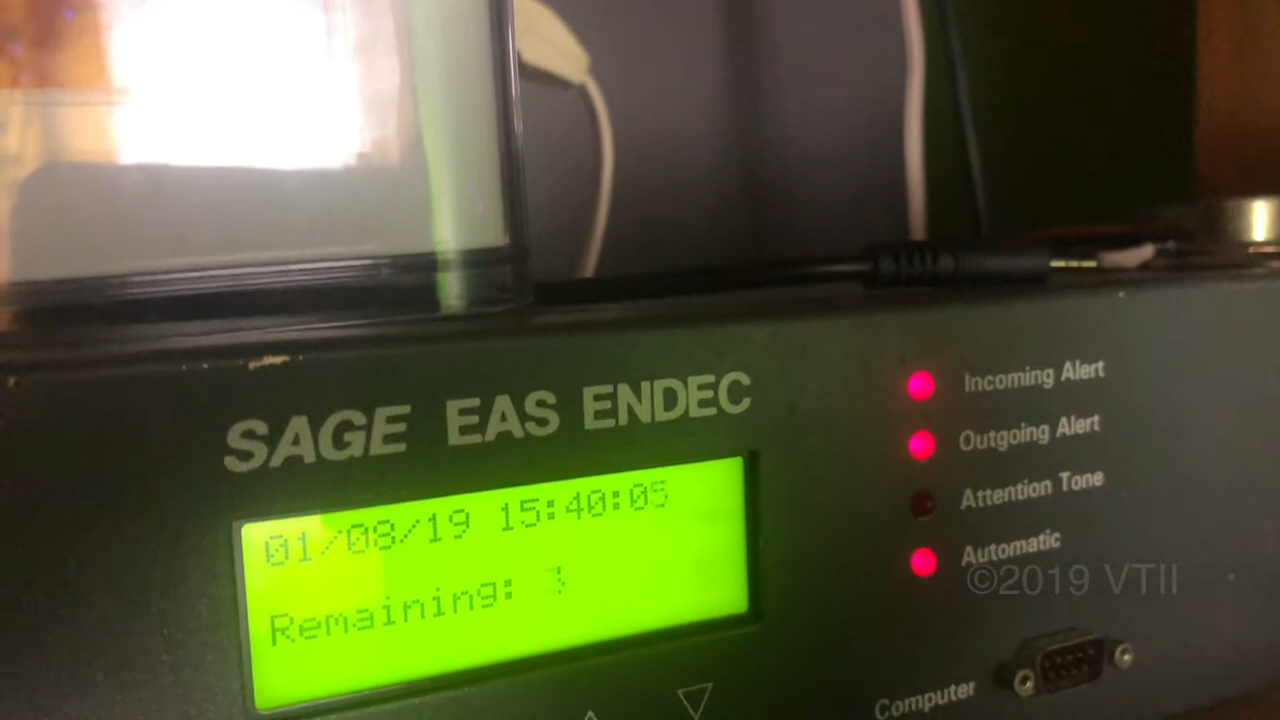 SAGE EAS ENDEC
01/08/19 15:40:05
Remaining: 3
Incoming Alert
Outgoing Alert
Attention Tone
Automatic
©2019 VTII
Computer